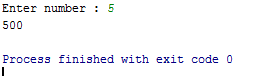 Enter number : 5
500
Process finished with exit code 0